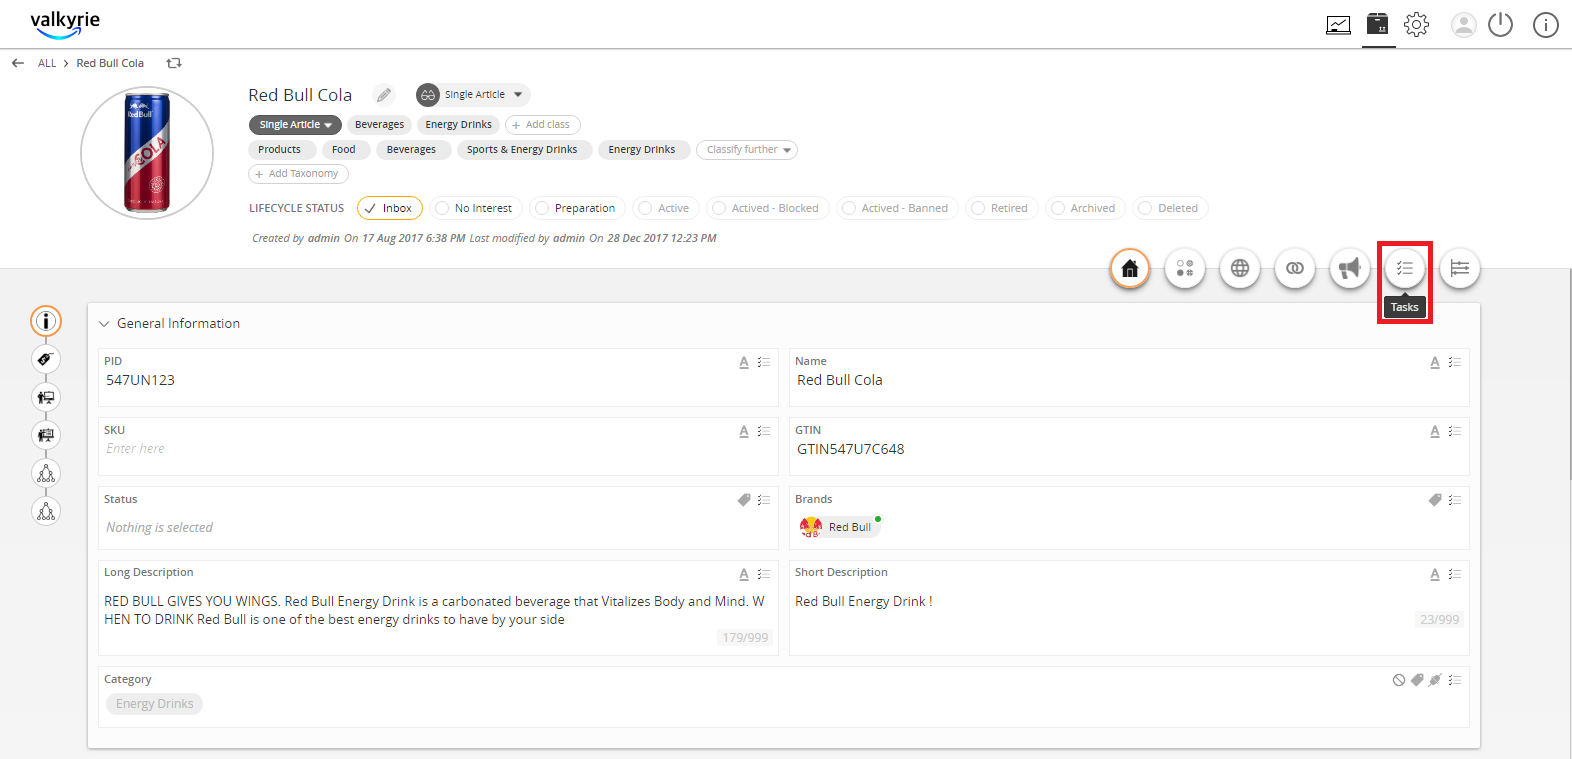 valkyrie
ALL > Red Bull Cola
Red Bull Cola
Single Article
Single Article Beverages Energy Drinks + Add class
Products Food Beverages Sports & Energy Drinks Energy Drinks Classify further
+ Add Taxonomy
LIFECYCLE STATUS Inbox No Interest Preparation Active Actived - Blocked Actived - Banned Retired Archived Deleted
Created by admin On 17 Aug 2017 6:38 PM Last modified by admin On 28 Dec 2017 12:23 PM
Red Bull
COLA
Tasks
General Information
PID
547UN123
Name
Red Bull Cola
SKU
Enter here
GTIN
GTIN547U7C648
Status
Nothing is selected
Brands
Red Bull
Long Description
RED BULL GIVES YOU WINGS. Red Bull Energy Drink is a carbonated beverage that Vitalizes Body and Mind. W
HEN TO DRINK Red Bull is one of the best energy drinks to have by your side
179/999
Short Description
Red Bull Energy Drink !
23/999
Category
Energy Drinks